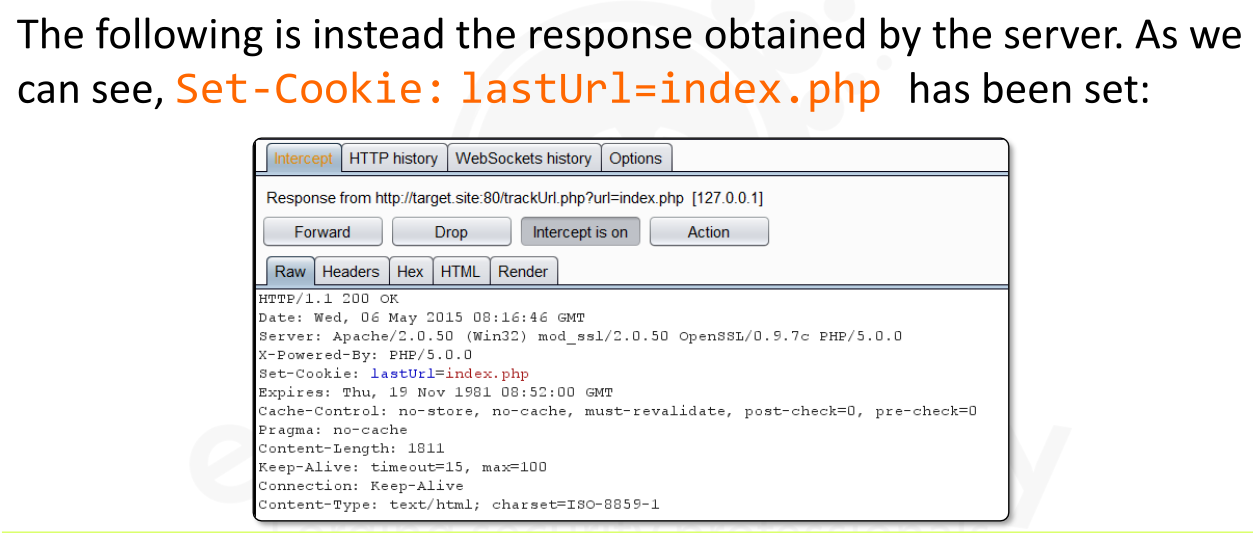 The following is instead the response obtained by the server. As we
can see, Set-Cookie: lastUrl=index.php has been set:
Intercept HTTP history WebSockets history Options
Response from http://target.site:80/trackUrl.php?url=index.php [127.0.0.1]
Forward Drop Intercept is on Action
Raw Headers Hex HTML Render
HTTP/1.1 200 OK
Date: Wed, 06 May 2015 08:16:46 GMT
Server: Apache/2.0.50 (Win32) mod_ssl/2.0.50 OpenSSL/0.9.7c PHP/5.0.0
X-Powered-By: PHP/5.0.0
Set-Cookie: lastUrl=index.php
Expires: Thu, 19 Nov 1981 08:52:00 GMT
Cache-Control: no-store, no-cache, must-revalidate, post-check=0, pre-check=0
Pragma: no-cache
Content-Length: 1811
Keep-Alive: timeout=15, max=100
Connection: Keep-Alive
Content-Type: text/html; charset=ISO-8859-1